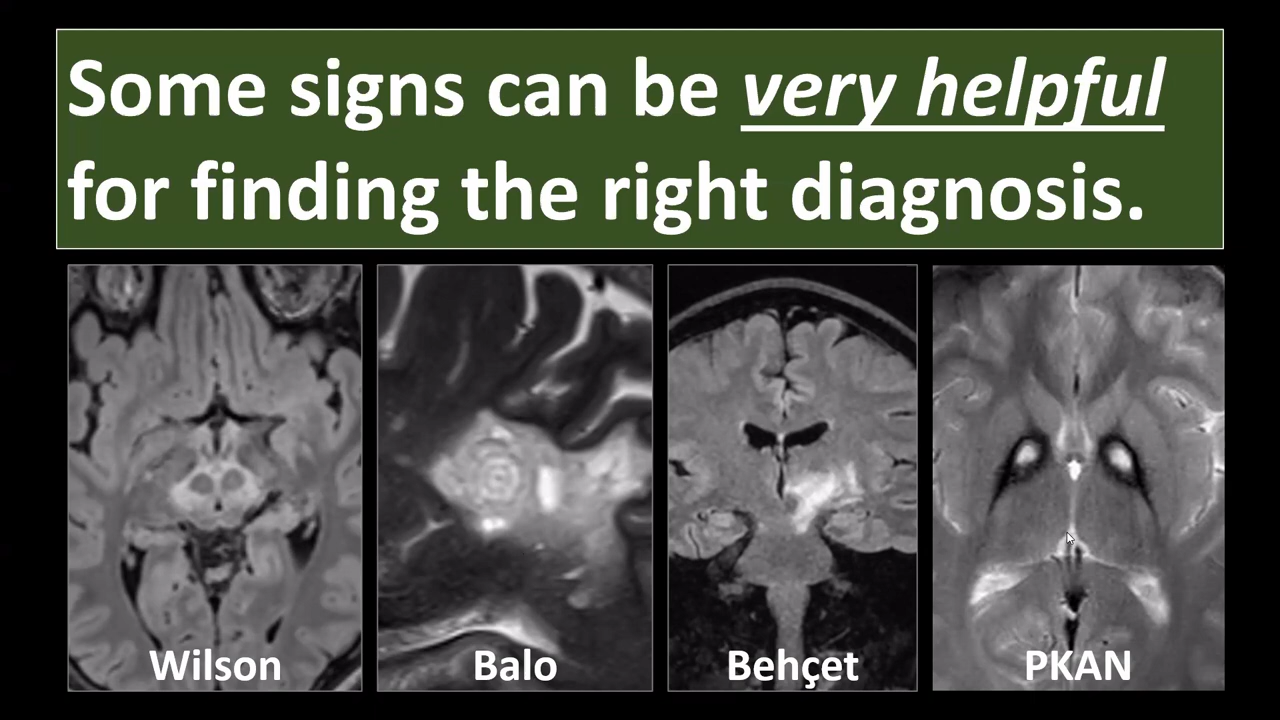 Some signs can be very helpful
for finding the right diagnosis.
Wilson
Balo
Behçet
PKAN